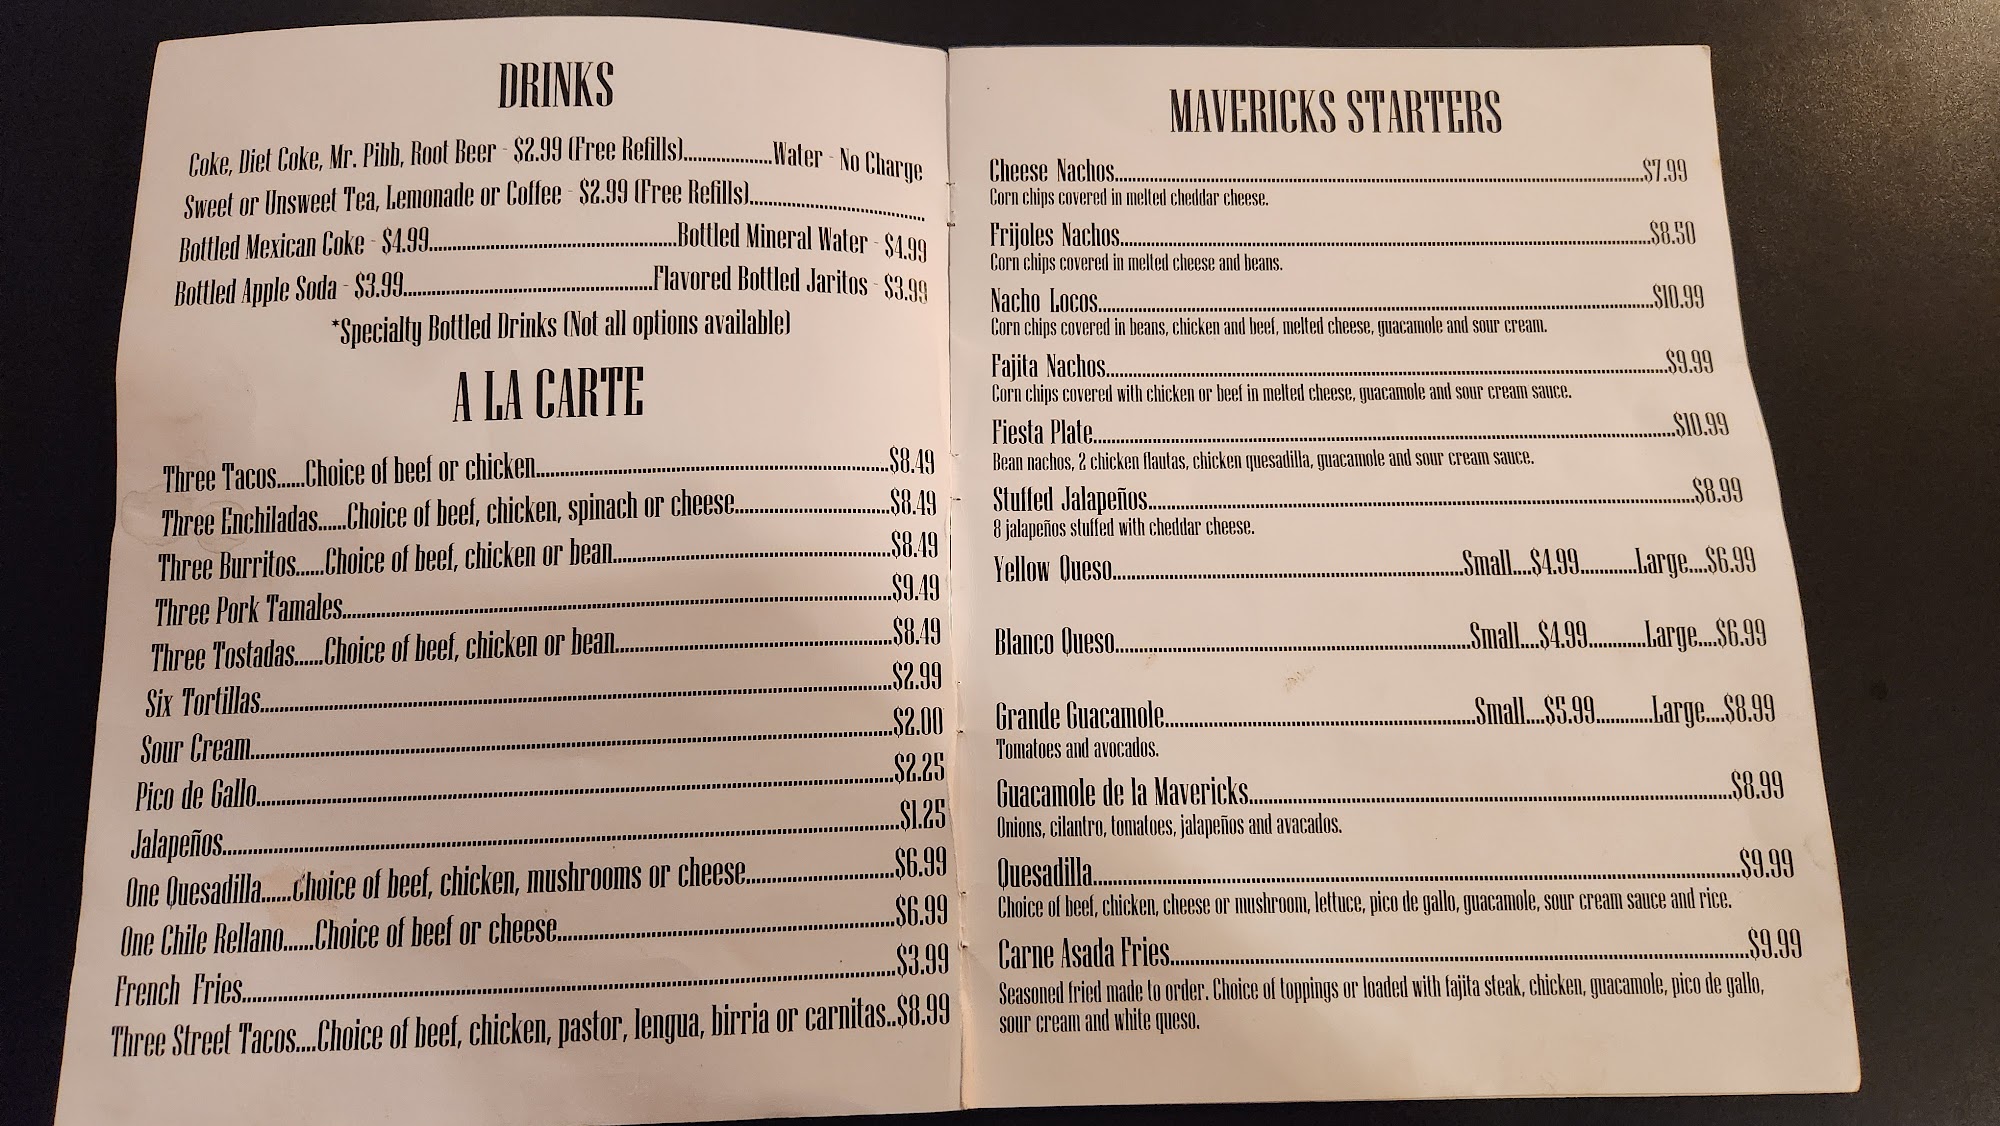 DRINKS
Coke, Diet Coke, Mr. Pibb, Root Beer - $2.99 (Free Refills)..................Water - No Charge
Sweet or Unsweet Tea, Lemonade or Coffee - $2.99 (Free Refills)...................................
Bottled Mexican Coke - $4.99..................................................Bottled Mineral Water - $4.99
Bottled Apple Soda - $3.99..................................................Flavored Bottled Jaritos - $3.99
*Specialty Bottled Drinks (Not all options available)
A LA CARTE
Three Tacos......Choice of beef or chicken......................................................................$8.49
Three Enchiladas......Choice of beef, chicken, spinach or cheese..............................$8.49
Three Burritos......Choice of beef, chicken or bean.......................................................$8.49
Three Pork Tamales..............................................................................................................$9.49
Three Tostadas......Choice of beef, chicken or bean.......................................................$8.49
Six Tortillas...........................................................................................................................$2.99
Sour Cream............................................................................................................................$2.00
Pico de Gallo..........................................................................................................................$2.25
Jalapeños................................................................................................................................$1.25
One Quesadilla......choice of beef, chicken, mushrooms or cheese..............................$6.99
One Chile Rellano......Choice of beef or cheese..................................................................$6.99
French Fries...........................................................................................................................$3.99
Three Street Tacos....Choice of beef, chicken, pastor, lengua, birria or carnitas..$8.99
MAVERICKS STARTERS
Cheese Nachos........................................................................................................$7.99
Corn chips covered in melted cheddar cheese.
Frijoles Nachos........................................................................................................$8.50
Corn chips covered in melted cheese and beans.
Nacho Locos.............................................................................................................$10.99
Corn chips covered in beans, chicken and beef, melted cheese, guacamole and sour cream.
Fajita Nachos............................................................................................................$9.99
Corn chips covered with chicken or beef in melted cheese, guacamole and sour cream sauce.
Fiesta Plate...............................................................................................................$10.99
Bean nachos, 2 chicken flautas, chicken quesadilla, guacamole and sour cream sauce.
Stuffed Jalapeños.....................................................................................................$8.99
8 jalapeños stuffed with cheddar cheese.
Yellow Queso......................................................................Small....$4.99............Large....$6.99
Blanco Queso......................................................................Small....$4.99............Large....$6.99
Grande Guacamole..............................................................Small....$5.99............Large....$8.99
Tomatoes and avocados.
Guacamole de la Mavericks.........................................................................................$8.99
Onions, cilantro, tomatoes, jalapeños and avacados.
Quesadilla....................................................................................................................$9.99
Choice of beef, chicken, cheese or mushroom, lettuce, pico de gallo, guacamole, sour cream sauce and rice.
Carne Asada Fries........................................................................................................$9.99
Seasoned fried made to order. Choice of toppings or loaded with fajita steak, chicken, guacamole, pico de gallo,
sour cream and white queso.